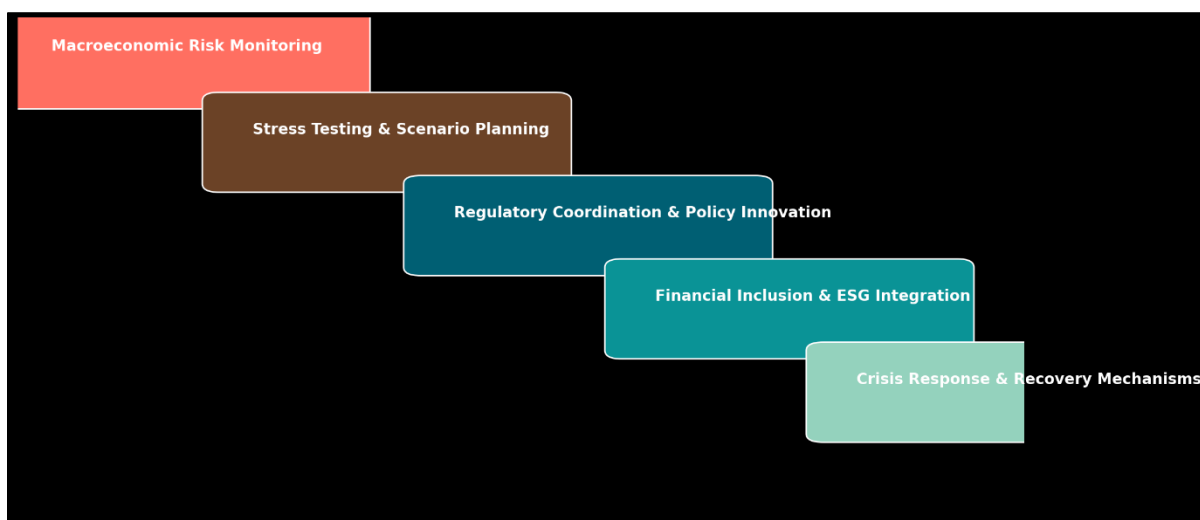 Macroeconomic Risk Monitoring
Stress Testing & Scenario Planning
Regulatory Coordination & Policy Innovation
Financial Inclusion & ESG Integration
Crisis Response & Recovery Mechanisms